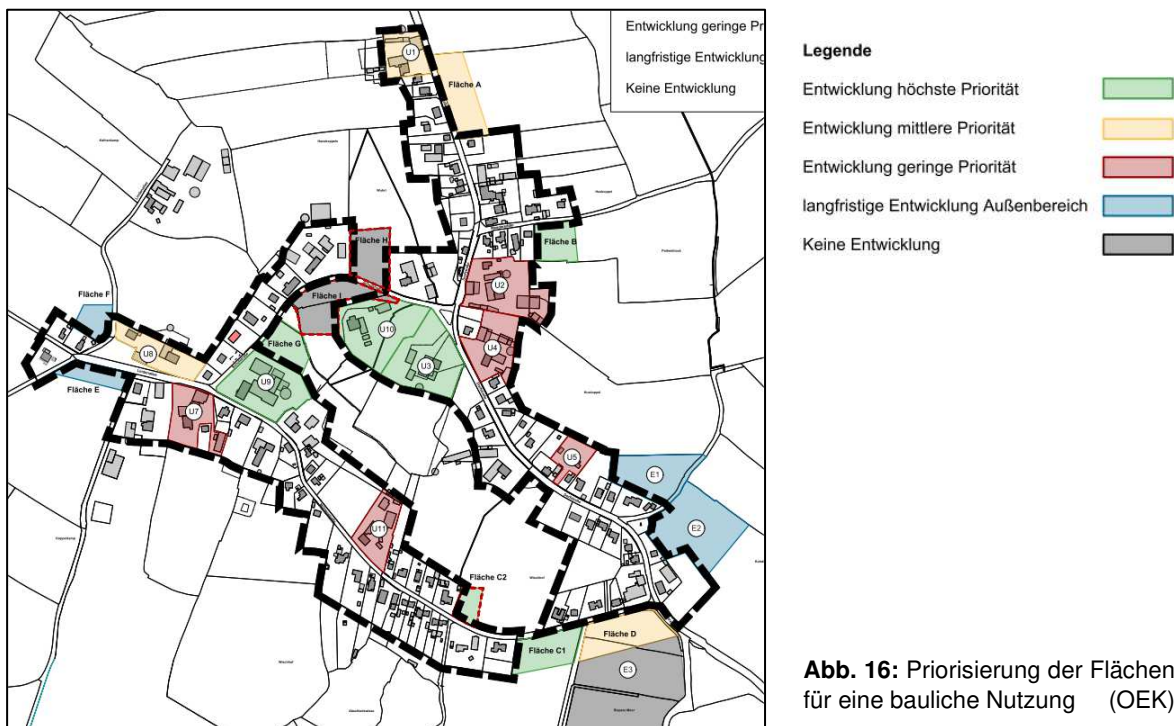 Entwicklung geringe Pr
langfristige Entwicklung
Keine Entwicklung
U1
Fläche A
Fläche B
Fläche H
U2
Fläche I
Fläche F
U10
U4
U8
Fläche G
U3
Fläche E
U9
U7
U5
E1
E2
U11
Fläche C2
Fläche D
Fläche C1
E3
Legende
Entwicklung höchste Priorität
Entwicklung mittlere Priorität
Entwicklung geringe Priorität
langfristige Entwicklung Außenbereich
Keine Entwicklung
Abb. 16: Priorisierung der Flächen
für eine bauliche Nutzung (OEK)